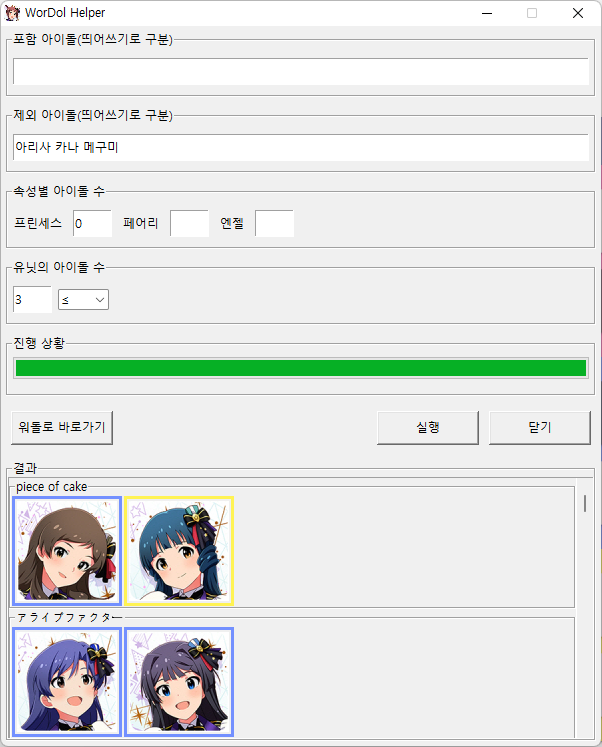 WorDol Helper
포함 아이돌(띄어쓰기로 구분)
제외 아이돌(띄어쓰기로 구분)
아리사 카나 메구미
속성별 아이돌 수
프린세스 0 페어리 엔젤
유닛의 아이돌 수
3 ≤
진행 상황
워돌로 바로가기 실행 닫기
결과
piece of cake
アライブファクター